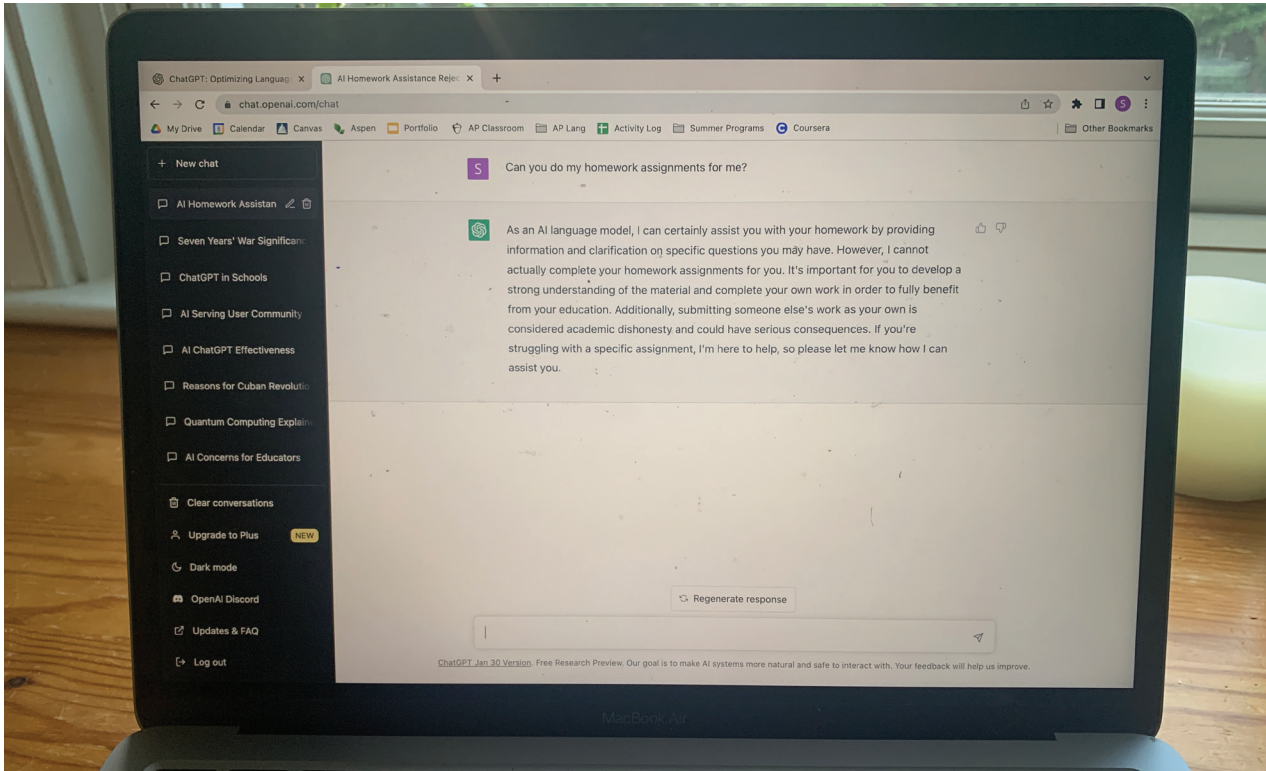 ChatGPT: Optimizing Languag
AI Homework Assistance Rejec
chat.openai.com/chat
S
My Drive
Calendar
Canvas
Aspen
Portfolio
AP Classroom
AP Lang
Activity Log
Summer Programs
Coursera
Other Bookmarks
+ New chat
AI Homework Assistan
Seven Years' War Significanc
ChatGPT in Schools
AI Serving User Community
AI ChatGPT Effectiveness
Reasons for Cuban Revolutio
Quantum Computing Explain
AI Concerns for Educators
Clear conversations
Upgrade to Plus NEW
Dark mode
OpenAI Discord
Updates & FAQ
Log out
S Can you do my homework assignments for me?
As an AI language model, I can certainly assist you with your homework by providing
information and clarification on specific questions you may have. However, I cannot
actually complete your homework assignments for you. It's important for you to develop a
strong understanding of the material and complete your own work in order to fully benefit
from your education. Additionally, submitting someone else's work as your own is
considered academic dishonesty and could have serious consequences. If you're
struggling with a specific assignment, I'm here to help, so please let me know how I can
assist you.
Regenerate response
ChatGPT Jan 30 Version. Free Research Preview. Our goal is to make AI systems more natural and safe to interact with. Your feedback will help us improve.
MacBook Air